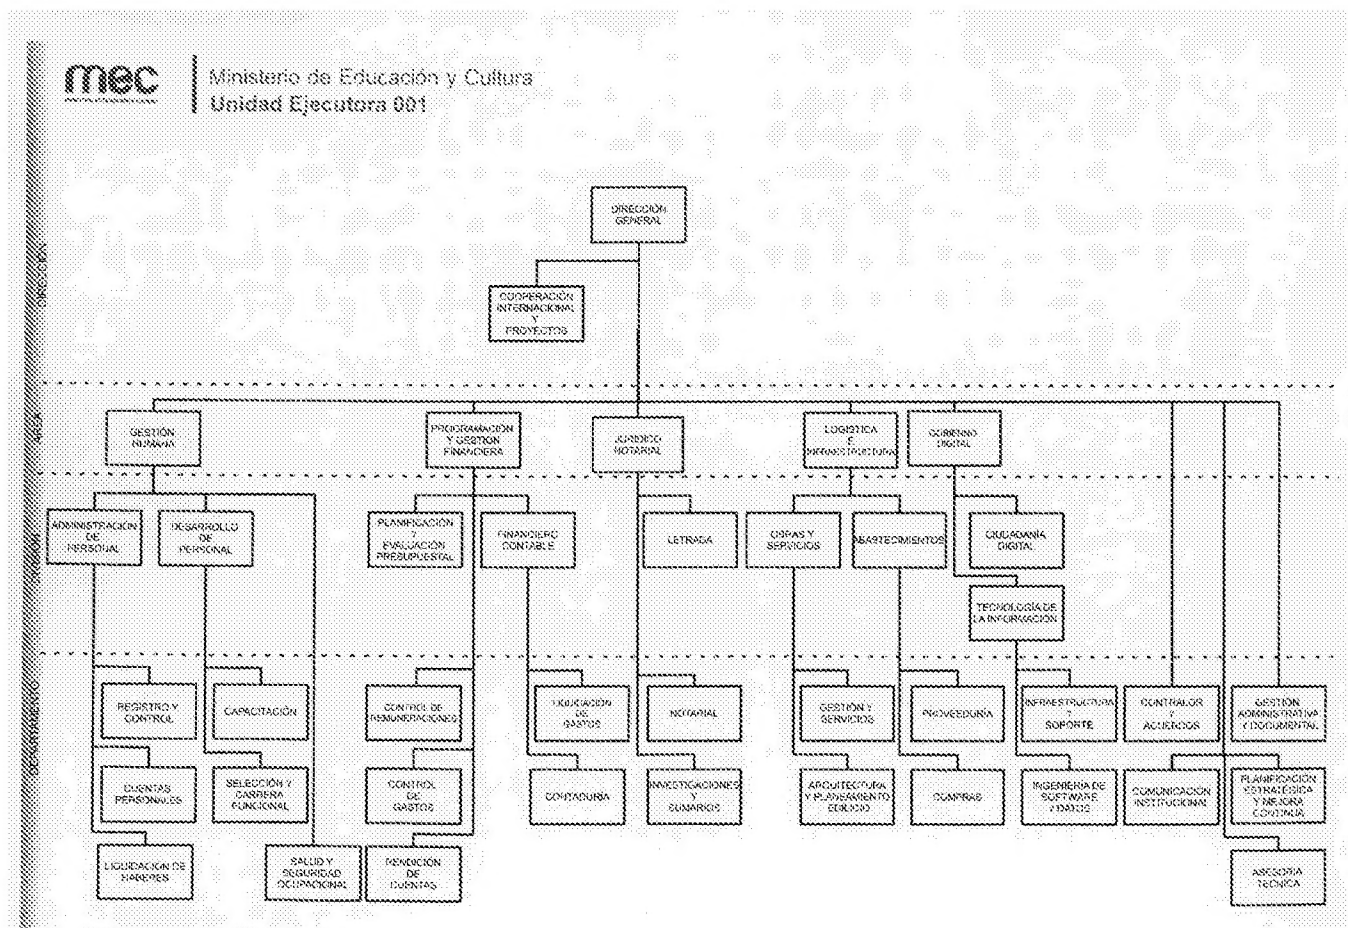 mec
Ministerio de Educación y Cultura
Unidad Ejecutora 001
DIRECCIÓN
GENERAL
COOPERACIÓN
INTERNACIONAL
Y
PROYECTOS
DIRECCIÓN
ÁREA
GESTIÓN
HUMANA
PROGRAMACIÓN
Y GESTIÓN
FINANCIERA
JURÍDICO
NOTARIAL
LOGÍSTICA
E
INFRAESTRUCTURA
GOBIERNO
DIGITAL
ADMINISTRACIÓN
DE
PERSONAL
DESARROLLO
DE
PERSONAL
PLANIFICACIÓN
Y
EVALUACIÓN
PRESUPUESTAL
FINANCIERO
CONTABLE
LETRADA
OBRAS Y
SERVICIOS
ABASTECIMIENTOS
CIUDADANÍA
DIGITAL
TECNOLOGÍA DE
LA INFORMACIÓN
DEPARTAMENTO
REGISTRO Y
CONTROL
CAPACITACIÓN
CONTROL DE
REMUNERACIONES
LIQUIDACIÓN
DE
GASTOS
NOTARIAL
GESTIÓN Y
SERVICIOS
PROVEEDURÍA
INFRAESTRUCTURA
Y
SOPORTE
CONTRALOR
Y
ACUERDOS
GESTIÓN
ADMINISTRATIVA
Y DOCUMENTAL
CUENTAS
PERSONALES
SELECCIÓN Y
CARRERA
FUNCIONAL
CONTROL
DE
GASTOS
CONTADURÍA
INVESTIGACIONES
Y
SUMARIOS
ARQUITECTURA
Y PLANEAMIENTO
EDILICIO
COMPRAS
INGENIERÍA DE
SOFTWARE
Y DATOS
COMUNICACIÓN
INSTITUCIONAL
PLANIFICACIÓN
ESTRATÉGICA
Y MEJORA
CONTINUA
LIQUIDACIÓN DE
HABERES
SALUD Y
SEGURIDAD
OCUPACIONAL
RENDICIÓN
DE
CUENTAS
ASESORÍA
TÉCNICA